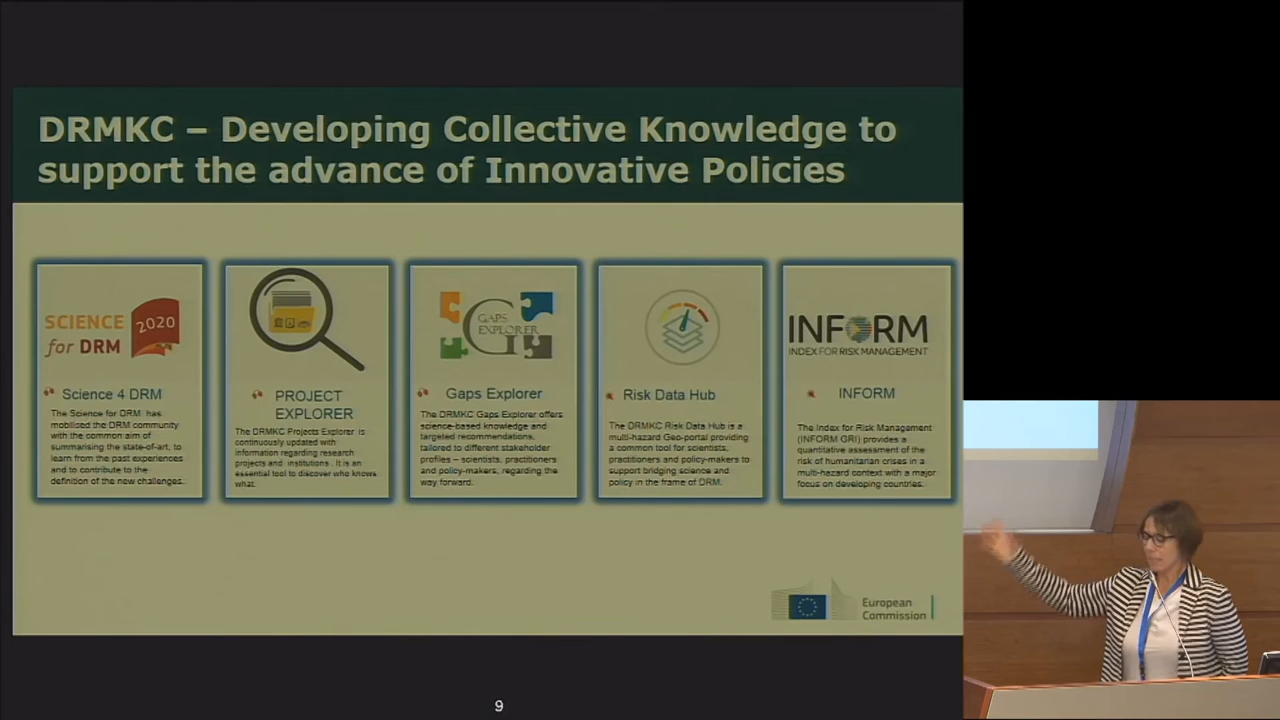 DRMKC – Developing Collective Knowledge to
support the advance of Innovative Policies
SCIENCE
for DRM
2020
Science 4 DRM
The Science for DRM has
mobilised the DRM community
with the common aim of
summarising the state-of-art, to
learn from the past experiences
and to contribute to the
definition of the new challenges.
PROJECT
EXPLORER
The DRMKC Projects Explorer is
continuously updated with
information regarding research
projects and institutions. It is an
essential tool to discover who knows
what.
GAPS
EXPLORER
Gaps Explorer
The DRMKC Gaps Explorer offers
science-based knowledge and
targeted recommendations,
tailored to different stakeholder
profiles – scientists, practitioners
and policy-makers, regarding the
way forward.
Risk Data Hub
The DRMKC Risk Data Hub is a
multi-hazard Geo-portal providing
a common tool for scientists,
practitioners and policy-makers to
support bridging science and
policy in the frame of DRM.
INFORM
INDEX FOR RISK MANAGEMENT
INFORM
The Index for Risk Management
(INFORM GRI) provides a
quantitative assessment of the
risk of humanitarian crises in a
multi-hazard context with a major
focus on developing countries.
European
Commission
9